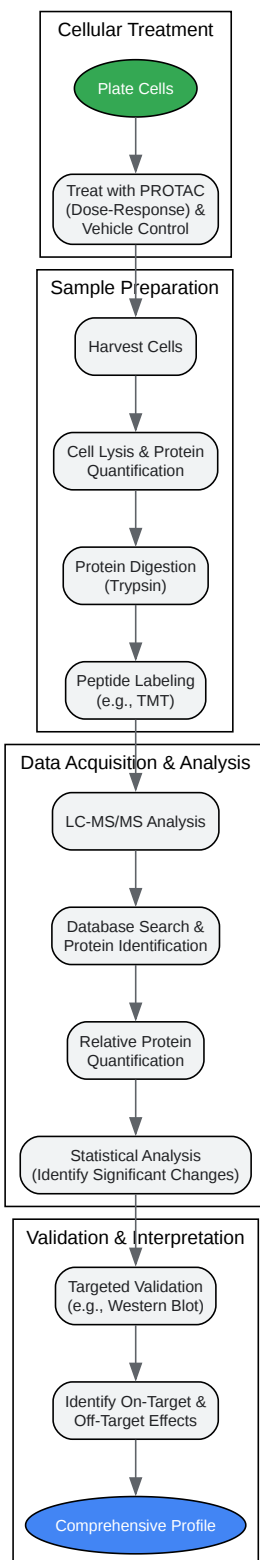 Cellular Treatment
Plate Cells
Treat with PROTAC
(Dose-Response) &
Vehicle Control
Sample Preparation
Harvest Cells
Cell Lysis & Protein
Quantification
Protein Digestion
(Trypsin)
Peptide Labeling
(e.g., TMT)
Data Acquisition & Analysis
LC-MS/MS Analysis
Database Search &
Protein Identification
Relative Protein
Quantification
Statistical Analysis
(Identify Significant Changes)
Validation & Interpretation
Targeted Validation
(e.g., Western Blot)
Identify On-Target &
Off-Target Effects
Comprehensive Profile